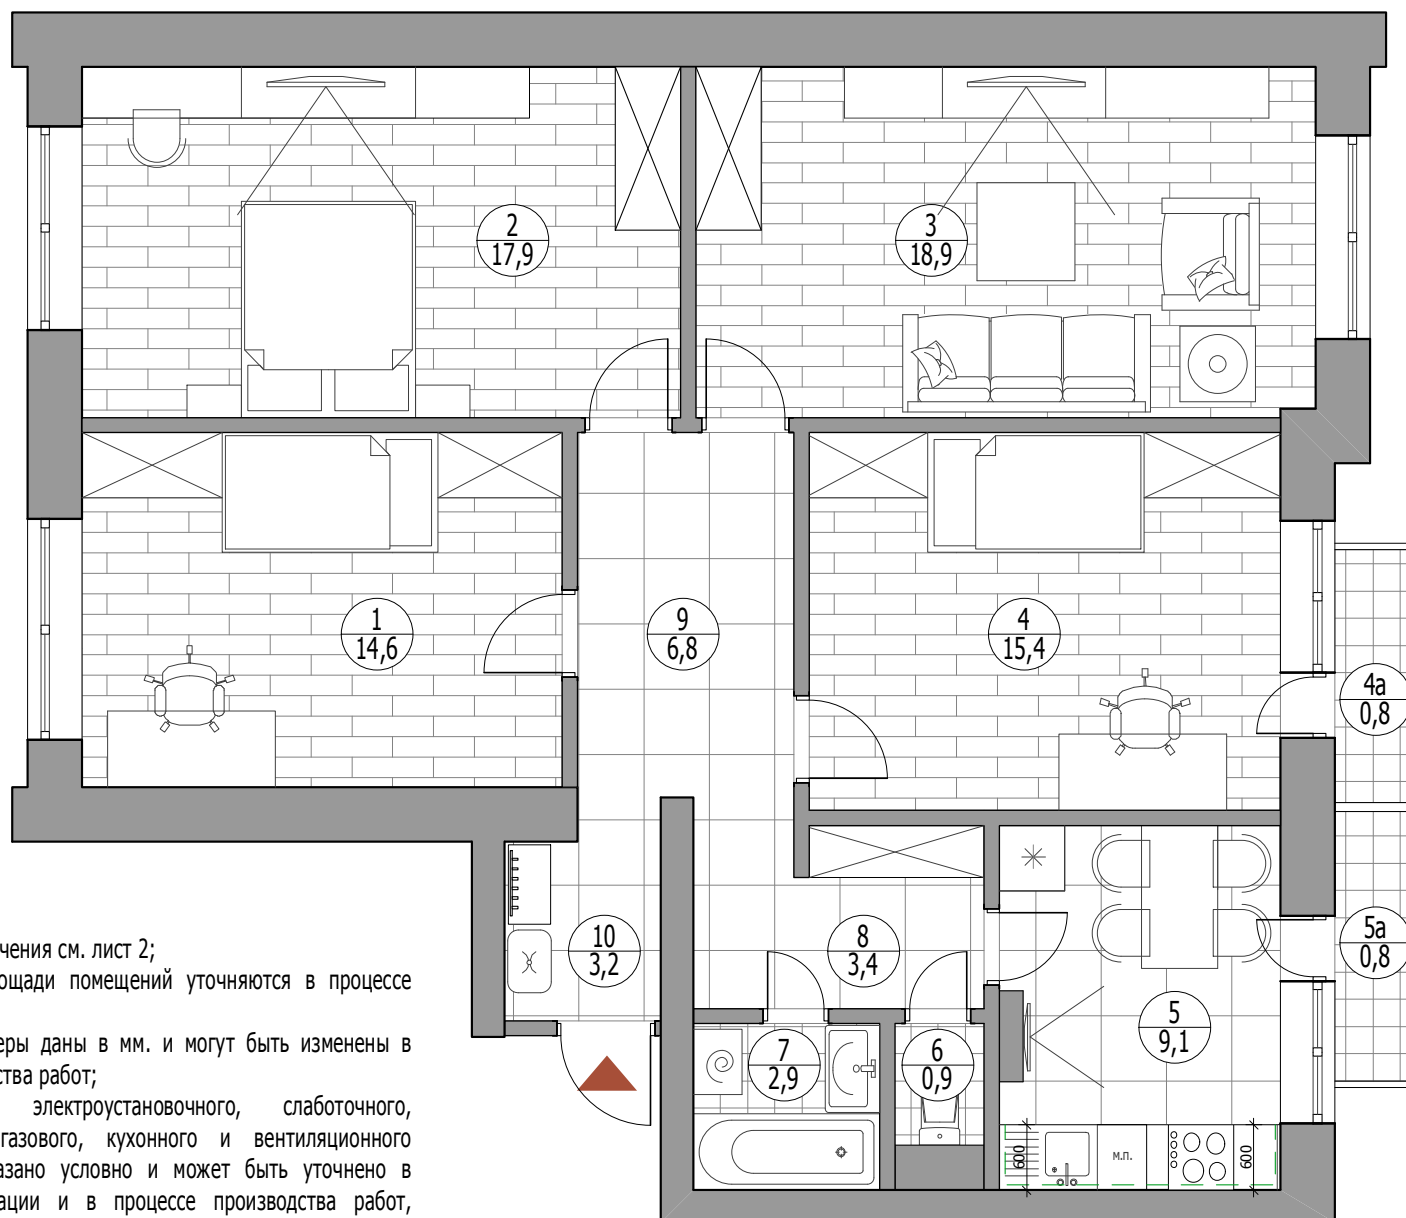 2
17,9
3
18,9
1
14,6
9
6,8
4
15,4
4а
0,8
10
3,2
8
3,4
5а
0,8
7
2,9
6
0,9
5
9,1
600
м.п.
600
чения см. лист 2;
ощади помещений уточняются в процессе
еры даны в мм. и могут быть изменены в
ства работ;
электроустановочного, слаботочного,
газового, кухонного и вентиляционного
азано условно и может быть уточнено в
ации и в процессе производства работ,